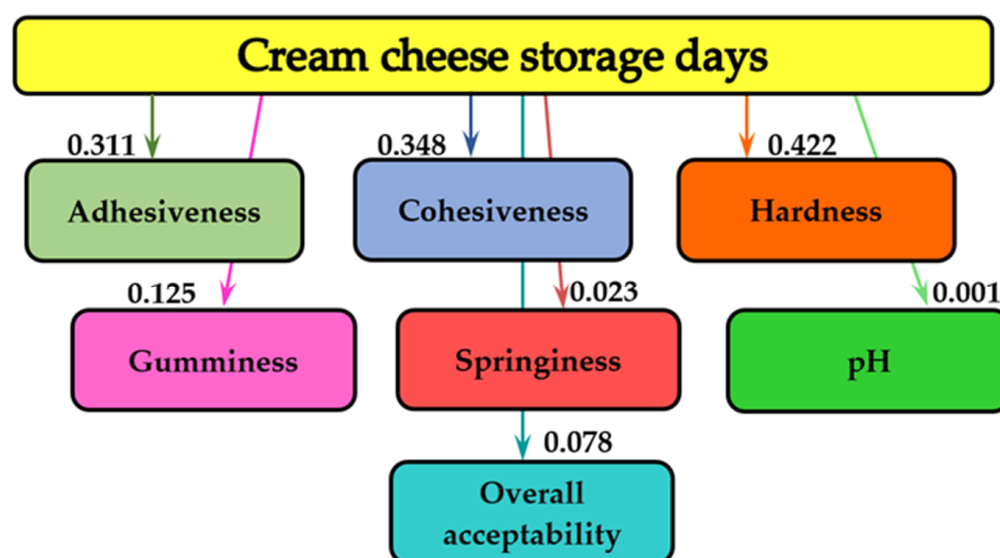 Cream cheese storage days
0.311
0.348
0.422
Adhesiveness
Cohesiveness
Hardness
0.125
0.023
0.001
Gumminess
Springiness
pH
0.078
Overall
acceptability